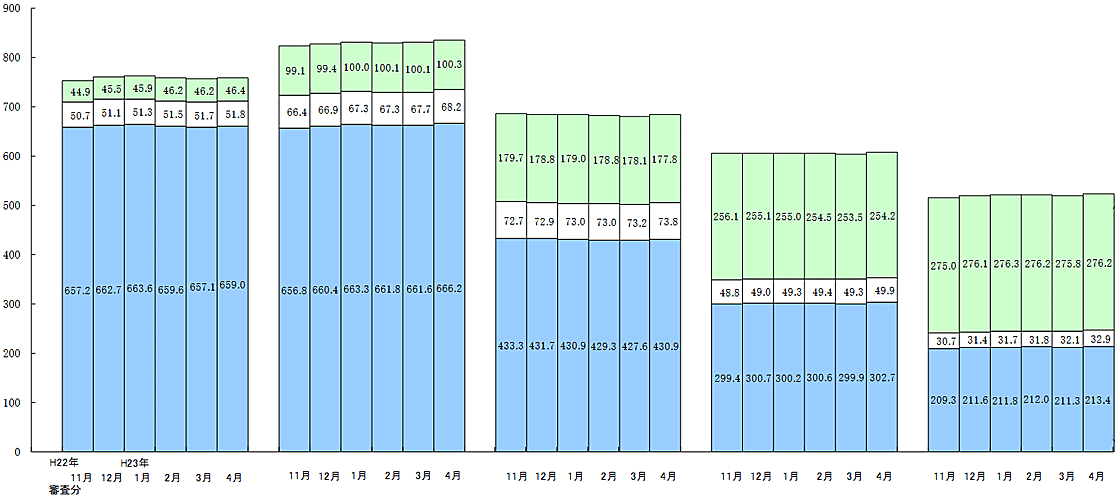 900
800
700
600
500
400
300
200
100
0
44.9 45.5 45.9 46.2 46.2 46.4
50.7 51.1 51.3 51.5 51.7 51.8
657.2 662.7 663.6 659.6 657.1 659.0
99.1 99.4 100.0 100.1 100.1 100.3
66.4 66.9 67.3 67.3 67.7 68.2
656.8 660.4 663.3 661.8 661.6 666.2
179.7 178.8 179.0 178.8 178.1 177.8
72.7 72.9 73.0 73.0 73.2 73.8
433.3 431.7 430.9 429.3 427.6 430.9
256.1 255.1 255.0 254.5 253.5 254.2
48.8 49.0 49.3 49.4 49.3 49.9
299.4 300.7 300.2 300.6 299.9 302.7
275.0 276.1 276.3 276.2 275.8 276.2
30.7 31.4 31.7 31.8 32.1 32.9
209.3 211.6 211.8 212.0 211.3 213.4
H22年 H23年
11月 12月 1月 2月 3月 4月
審査分
11月 12月 1月 2月 3月 4月
11月 12月 1月 2月 3月 4月
11月 12月 1月 2月 3月 4月
11月 12月 1月 2月 3月 4月